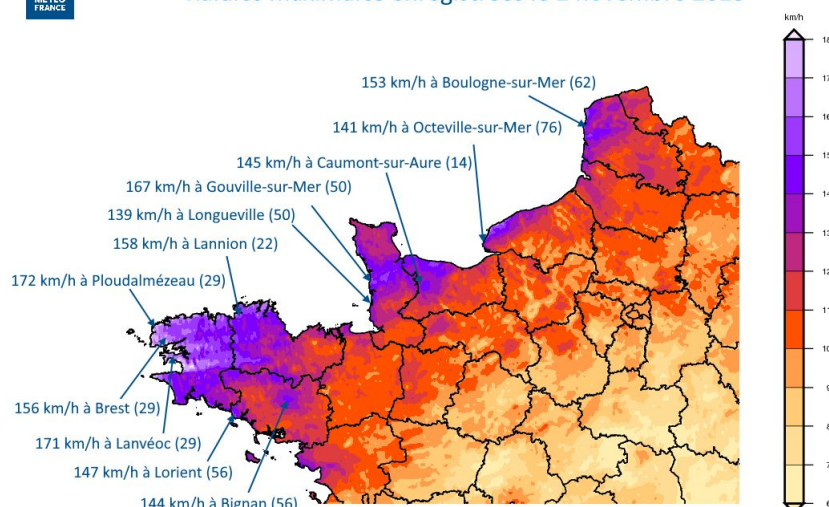 METEO
FRANCE
km/h
153 km/h à Boulogne-sur-Mer (62)
141 km/h à Octeville-sur-Mer (76)
145 km/h à Caumont-sur-Aure (14)
167 km/h à Gouville-sur-Mer (50)
139 km/h à Longueville (50)
158 km/h à Lannion (22)
172 km/h à Ploudalmézeau (29)
156 km/h à Brest (29)
171 km/h à Lanvéoc (29)
147 km/h à Lorient (56)
144 km/h à Bignan (56)